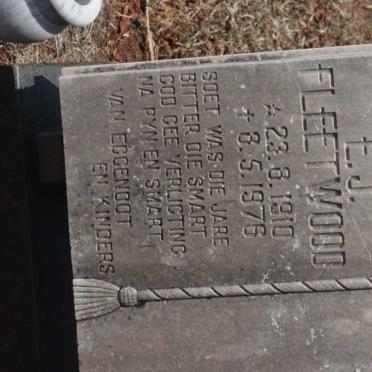 E.J.
FLEETWOOD
* 23.8.1910
† 8.5.1976
SOET WAS DIE JARE
BITTER DIE SMART
GOD GEE VERLIGTING
NA PYN EN SMART
VAN EGGENOOT
EN KINDERS